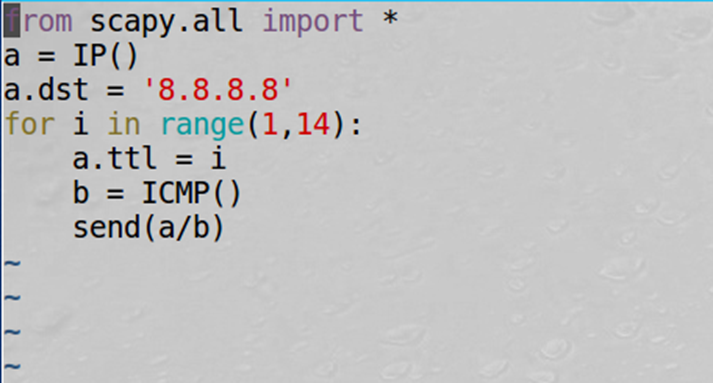 from scapy.all import *
a = IP()
a.dst = '8.8.8.8'
for i in range(1,14):
    a.ttl = i
    b = ICMP()
    send(a/b)
~
~
~
~